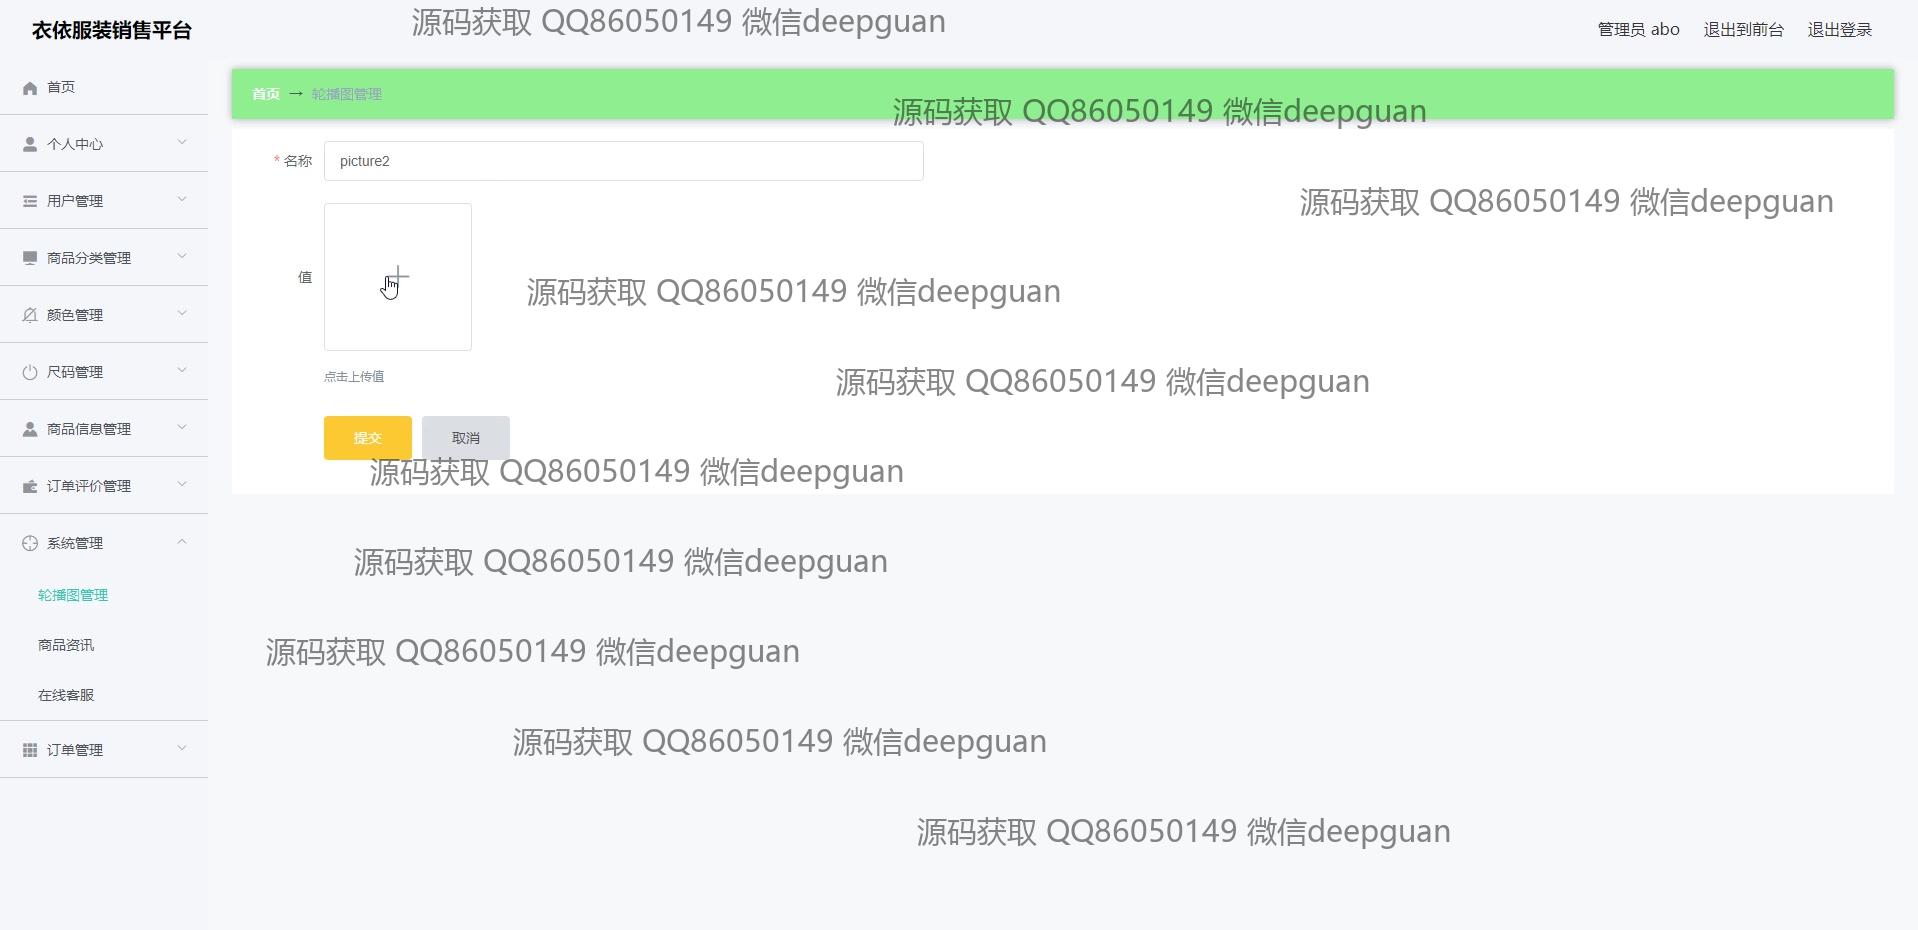 衣依服装销售平台
源码获取 QQ86050149 微信deepguan
管理员 abo 退出到前台 退出登录
首页
个人中心
用户管理
商品分类管理
颜色管理
尺码管理
商品信息管理
订单评价管理
系统管理
轮播图管理
商品资讯
在线客服
订单管理
首页 → 轮播图管理
源码获取 QQ86050149 微信deepguan
* 名称 picture2
源码获取 QQ86050149 微信deepguan
值
源码获取 QQ86050149 微信deepguan
点击上传值
源码获取 QQ86050149 微信deepguan
提交 取消
源码获取 QQ86050149 微信deepguan
源码获取 QQ86050149 微信deepguan
源码获取 QQ86050149 微信deepguan
源码获取 QQ86050149 微信deepguan
源码获取 QQ86050149 微信deepguan